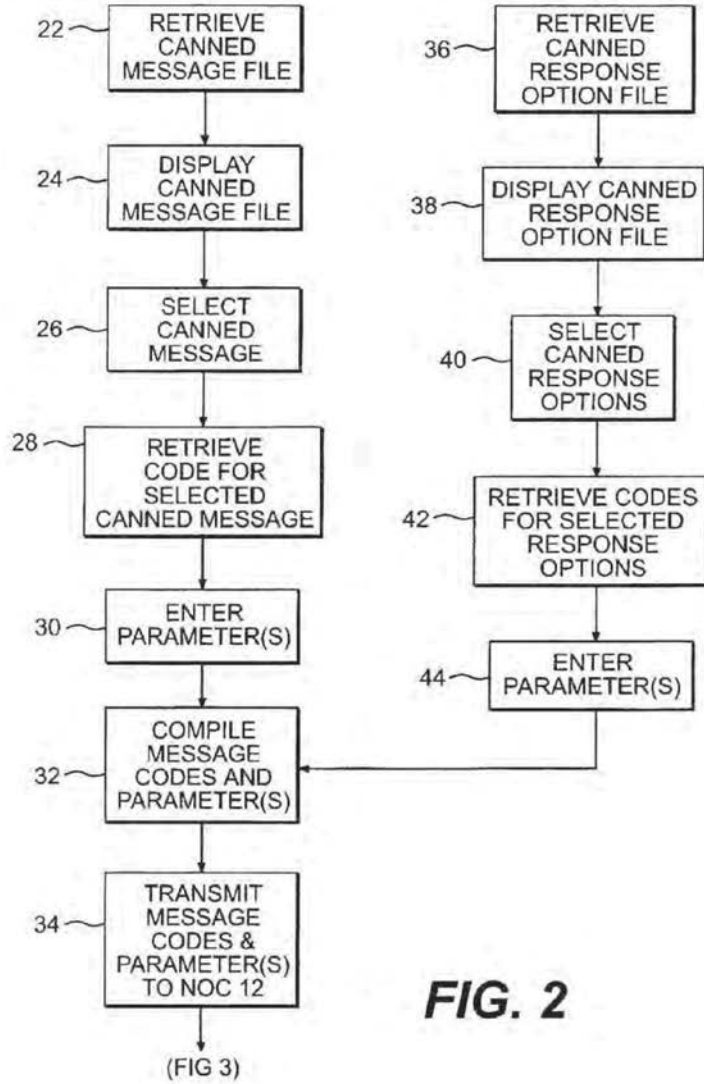 22
RETRIEVE
CANNED
MESSAGE FILE
24
DISPLAY
CANNED
MESSAGE FILE
26
SELECT
CANNED
MESSAGE
28
RETRIEVE
CODE FOR
SELECTED
CANNED MESSAGE
30
ENTER
PARAMETER(S)
32
COMPILE
MESSAGE
CODES AND
PARAMETER(S)
34
TRANSMIT
MESSAGE
CODES &
PARAMETER(S)
TO NOC 12
(FIG 3)
36
RETRIEVE
CANNED
RESPONSE
OPTION FILE
38
DISPLAY CANNED
RESPONSE
OPTION FILE
40
SELECT
CANNED
RESPONSE
OPTIONS
42
RETRIEVE CODES
FOR SELECTED
RESPONSE
OPTIONS
44
ENTER
PARAMETER(S)
FIG. 2